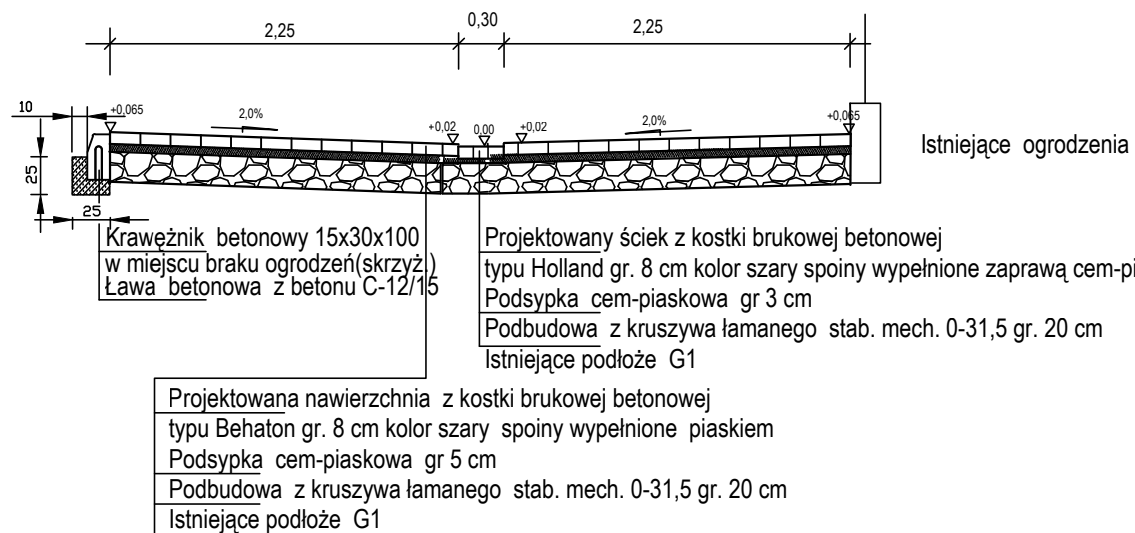 2,25
0,30
2,25
10
+0,065
2,0%
+0,02
0,00
+0,02
2,0%
+0,065
Istniejące ogrodzenia
25
25
Krawężnik betonowy 15x30x100
w miejscu braku ogrodzeń(skrzyż.)
Ława betonowa z betonu C-12/15
Projektowany ściek z kostki brukowej betonowej
typu Holland gr. 8 cm kolor szary spoiny wypełnione zaprawą cem-pi
Podsypka cem-piaskowa gr 3 cm
Podbudowa z kruszywa łamanego stab. mech. 0-31,5 gr. 20 cm
Istniejące podłoże G1
Projektowana nawierzchnia z kostki brukowej betonowej
typu Behaton gr. 8 cm kolor szary spoiny wypełnione piaskiem
Podsypka cem-piaskowa gr 5 cm
Podbudowa z kruszywa łamanego stab. mech. 0-31,5 gr. 20 cm
Istniejące podłoże G1